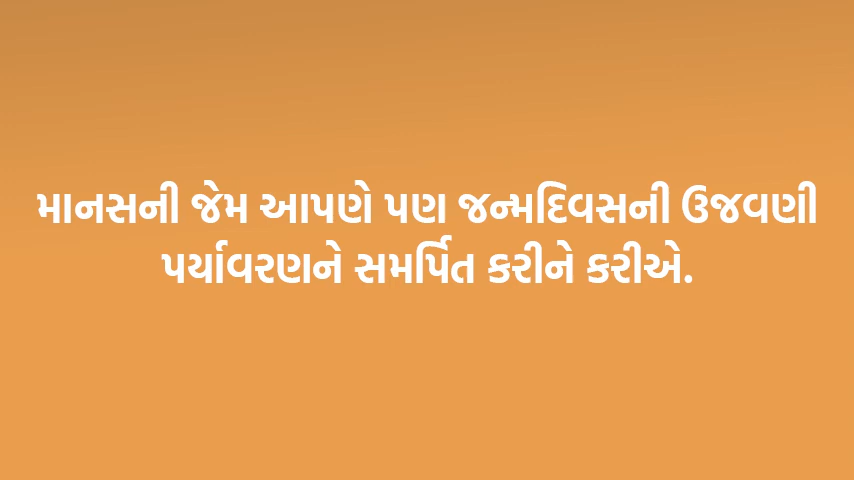 માનસની જેમ આપણે પણ જન્મદિવસની ઉજવણી
પર્યાવરણને સમર્પિત કરીને કરીએ.